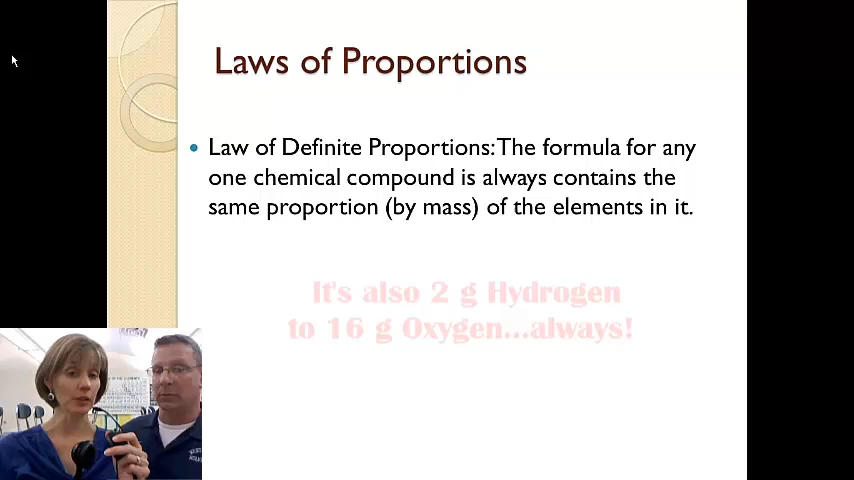 Laws of Proportions
Law of Definite Proportions: The formula for any
one chemical compound is always contains the
same proportion (by mass) of the elements in it.
It's also 2 g Hydrogen
to 16 g Oxygen...always!